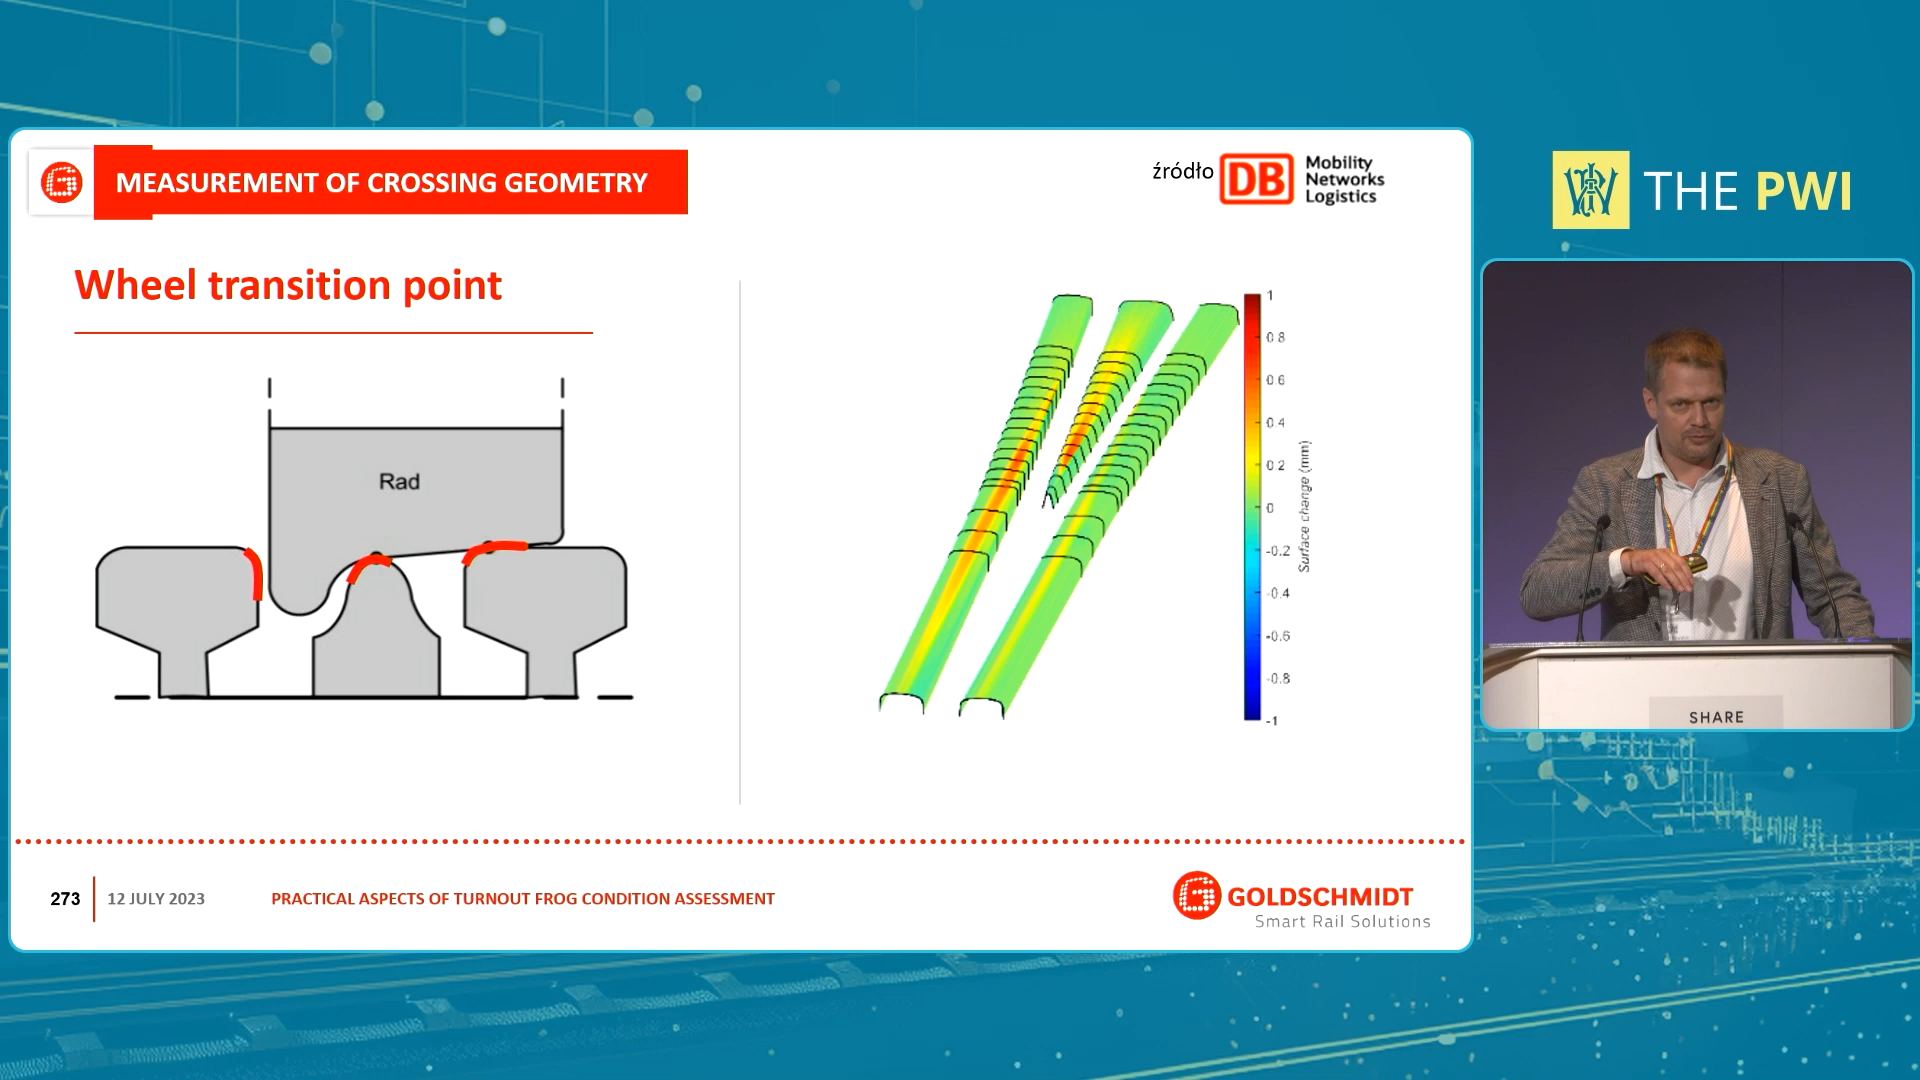 MEASUREMENT OF CROSSING GEOMETRY
źródło
DB
Mobility
Networks
Logistics
THE PWI
Wheel transition point
Rad
1
0.8
0.6
0.4
0.2
0
-0.2
-0.4
-0.6
-0.8
-1
Surface change (mm)
SHARE
273
12 JULY 2023
PRACTICAL ASPECTS OF TURNOUT FROG CONDITION ASSESSMENT
GOLDSCHMIDT
Smart Rail Solutions